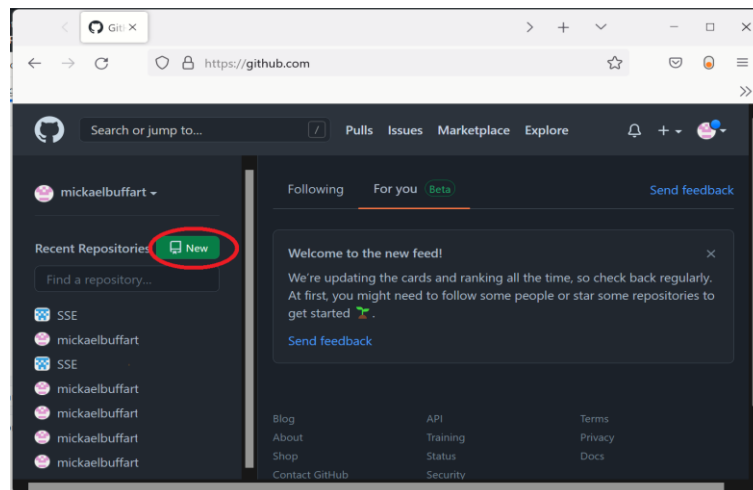 Git
https://github.com
Search or jump to... /
Pulls Issues Marketplace Explore
mickaelbuffart
Recent Repositories
New
Find a repository...
SSE
mickaelbuffart
SSE
mickaelbuffart
mickaelbuffart
mickaelbuffart
mickaelbuffart
Following For you Beta Send feedback
Welcome to the new feed!
We're updating the cards and ranking all the time, so check back regularly.
At first, you might need to follow some people or star some repositories to
get started .
Send feedback
Blog API Terms
About Training Privacy
Shop Status Docs
Contact GitHub Security